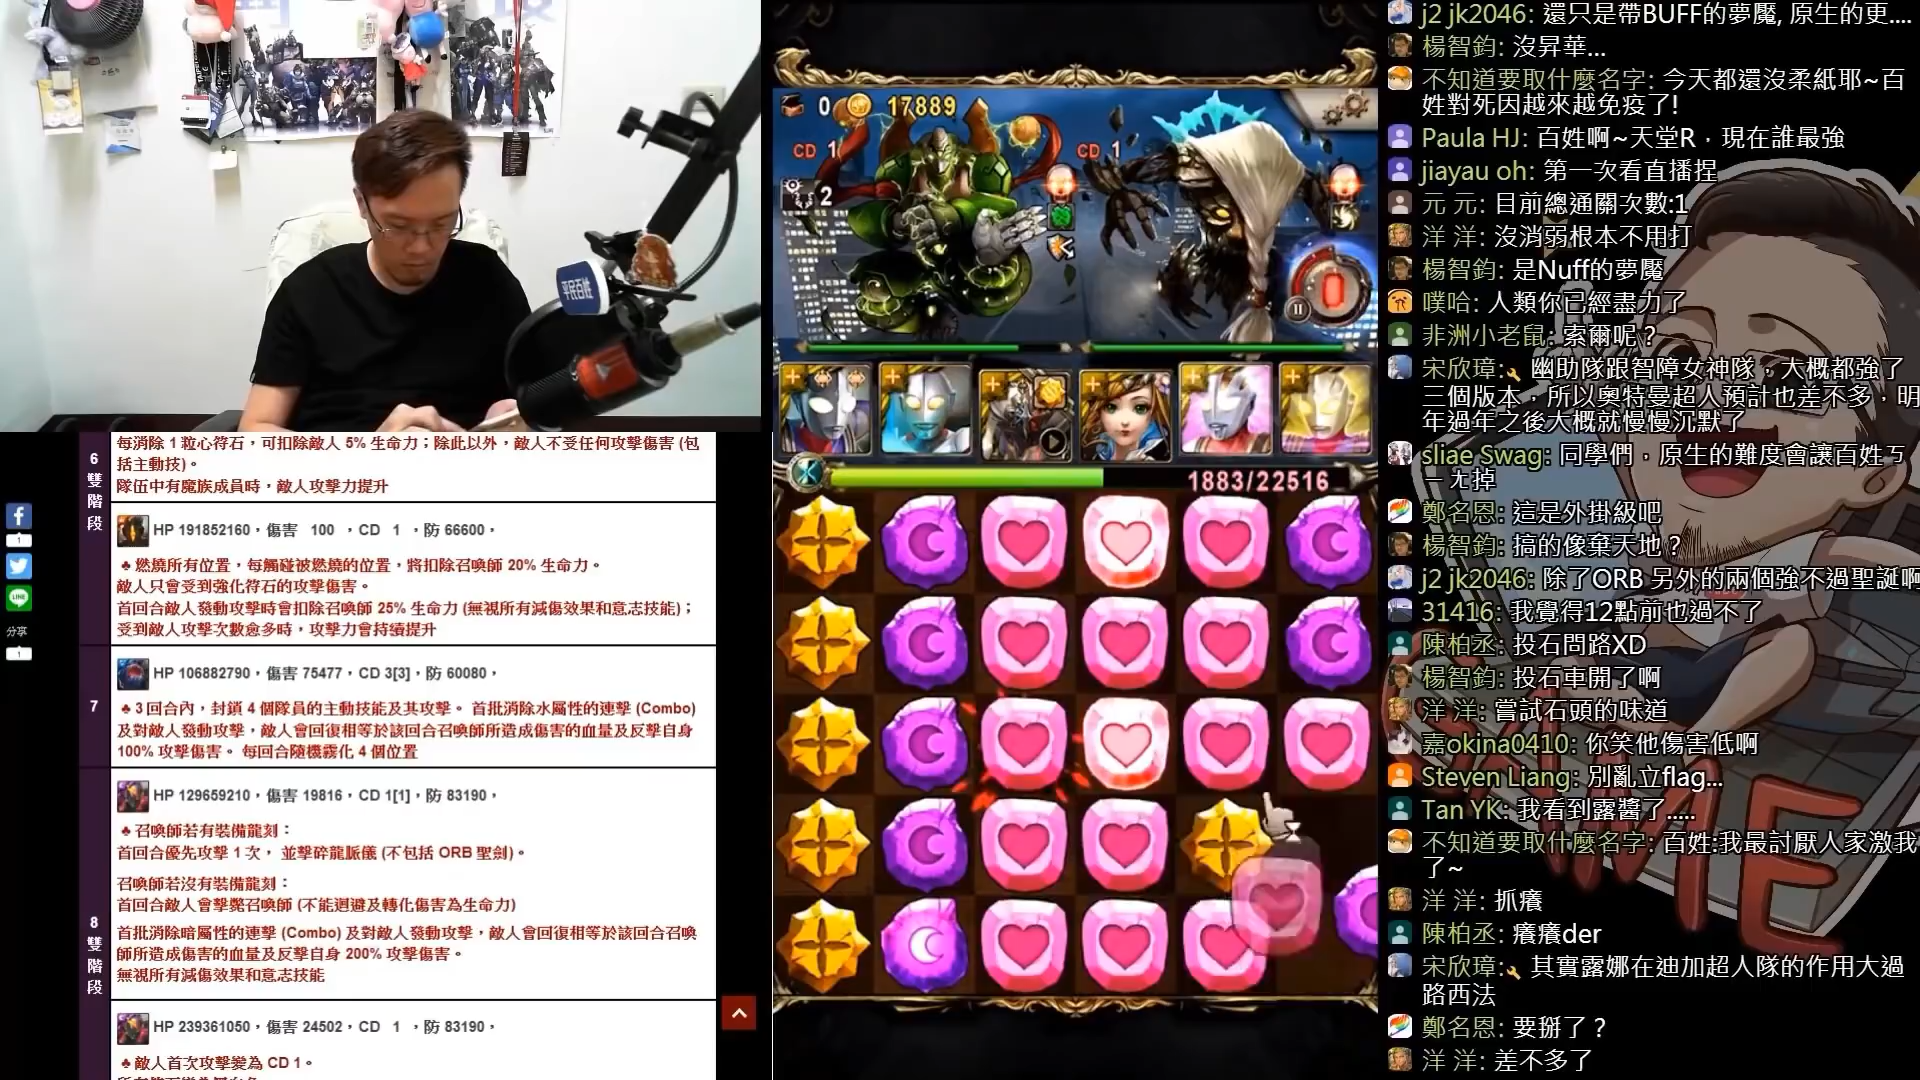 平民百姓
6
雙
階
段
每消除 1 粒心符石，可扣除敵人 5% 生命力；除此以外，敵人不受任何攻擊傷害 (包
括主動技)。
隊伍中有魔族成員時，敵人攻擊力提升
HP 191852160，傷害 100 ，CD 1 ，防 66600，
♣ 燃燒所有位置，每觸碰被燃燒的位置，將扣除召喚師 20% 生命力。
敵人只會受到強化符石的攻擊傷害。
首回合敵人發動攻擊時會扣除召喚師 25% 生命力 (無視所有減傷效果和意志技能)；
受到敵人攻擊次數愈多時，攻擊力會持續提升
7
HP 106882790，傷害 75477，CD 3[3]，防 60080，
♣ 3 回合內，封鎖 4 個隊員的主動技能及其攻擊。 首批消除水屬性的連擊 (Combo)
及對敵人發動攻擊，敵人會回復相等於該回合召喚師所造成傷害的血量及反擊自身
100% 攻擊傷害。 每回合隨機霧化 4 個位置
8
雙
階
段
HP 129659210，傷害 19816，CD 1[1]，防 83190，
♣ 召喚師若有裝備龍刻：
首回合優先攻擊 1 次， 並擊碎龍脈儀 (不包括 ORB 聖劍)。
召喚師若沒有裝備龍刻：
首回合敵人會擊斃召喚師 (不能迴避及轉化傷害為生命力)
首批消除暗屬性的連擊 (Combo) 及對敵人發動攻擊，敵人會回復相等於該回合召喚
師所造成傷害的血量及反擊自身 200% 攻擊傷害。
無視所有減傷效果和意志技能
HP 239361050，傷害 24502，CD 1 ，防 83190，
♣ 敵人首次攻擊變為 CD 1。
1
LINE
分享
1
0
17889
CD 1
CD 1
2
0
1883/22516
j2 jk2046: 還只是帶BUFF的夢魘, 原生的更....
楊智鈞: 沒昇華...
不知道要取什麼名字: 今天都還沒柔紙耶~百
姓對死因越來越免疫了!
Paula HJ: 百姓啊~天堂R，現在誰最強
jiayau oh: 第一次看直播捏
元 元: 目前總通關次數:1
洋 洋: 沒消弱根本不用打
楊智鈞: 是Nuff的夢魘
噗哈: 人類你已經盡力了
非洲小老鼠: 索爾呢？
宋欣璋: 幽助隊跟智障女神隊，大概都強了
三個版本，所以奧特曼超人預計也差不多，明
年過年之後大概就慢慢沉默了
sliae Swag: 同學們，原生的難度會讓百姓ㄎ
ㄧㄤ掉
鄭名恩: 這是外掛級吧
楊智鈞: 搞的像棄天地？
j2 jk2046: 除了ORB 另外的兩個強不過聖誕啊
31416: 我覺得12點前也過不了
陳柏丞: 投石問路XD
楊智鈞: 投石車開了啊
洋 洋: 嘗試石頭的味道
嘉okina0410: 你笑他傷害低啊
Steven Liang: 別亂立flag...
Tan YK: 我看到露醬了.....
不知道要取什麼名字: 百姓:我最討厭人家激我
了~
洋 洋: 抓癢
陳柏丞: 癢癢der
宋欣璋: 其實露娜在迪加超人隊的作用大過
路西法
鄭名恩: 要掰了？
洋 洋: 差不多了